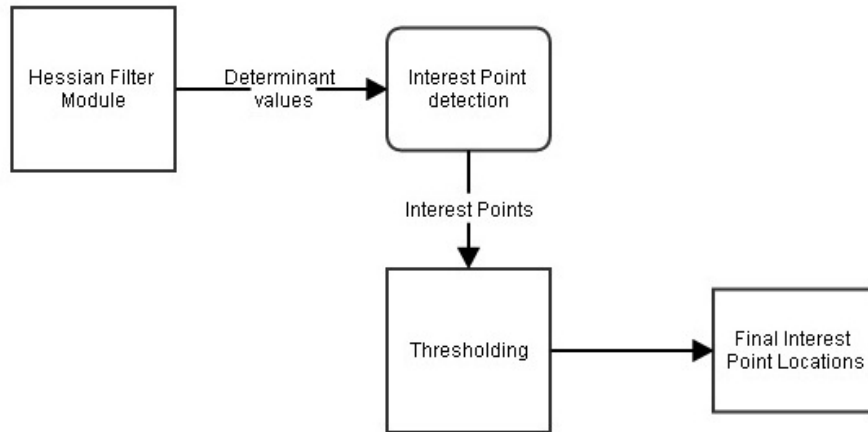 Hessian Filter
Module
Determinant
values
Interest Point
detection
Interest Points
Thresholding
Final Interest
Point Locations